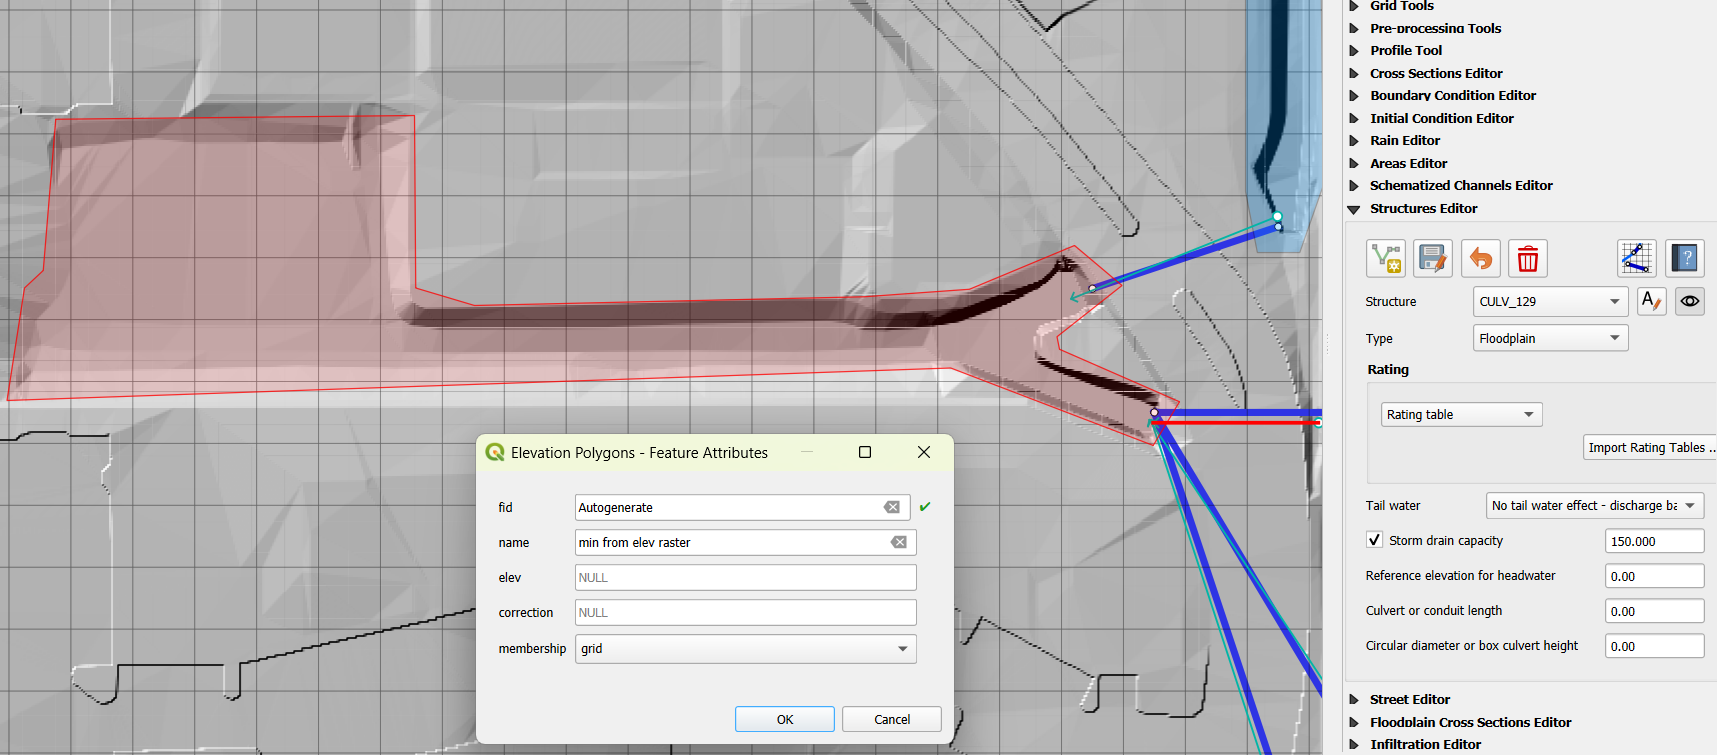 Grid Tools
Pre-processing Tools
Profile Tool
Cross Sections Editor
Boundary Condition Editor
Initial Condition Editor
Rain Editor
Areas Editor
Schematized Channels Editor
Structures Editor
?
Structure CULV_129 A
Type Floodplain
Rating
Rating table
Import Rating Tables ..
Tail water No tail water effect - discharge ba
Storm drain capacity 150.000
Reference elevation for headwater 0.00
Culvert or conduit length 0.00
Circular diameter or box culvert height 0.00
Street Editor
Floodplain Cross Sections Editor
Infiltration Editor
Elevation Polygons - Feature Attributes
fid Autogenerate
name min from elev raster
elev NULL
correction NULL
membership grid
OK Cancel